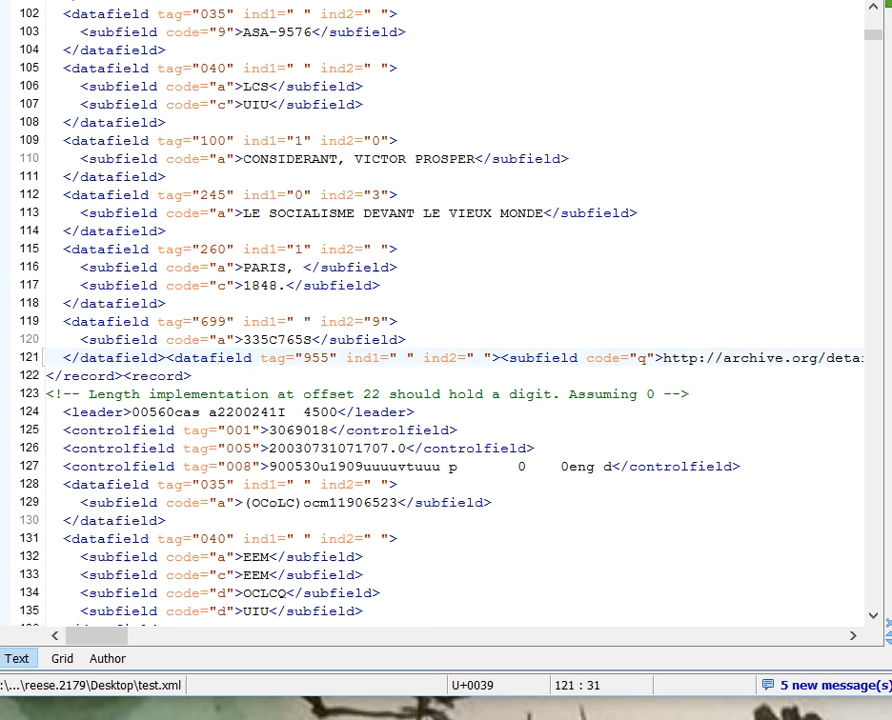 102 <datafield tag="035" ind1=" " ind2=" ">
103 <subfield code="9">ASA-9576</subfield>
104 </datafield>
105 <datafield tag="040" ind1=" " ind2=" ">
106 <subfield code="a">LCS</subfield>
107 <subfield code="c">UIU</subfield>
108 </datafield>
109 <datafield tag="100" ind1="1" ind2="0">
110 <subfield code="a">CONSIDERANT, VICTOR PROSPER</subfield>
111 </datafield>
112 <datafield tag="245" ind1="0" ind2="3">
113 <subfield code="a">LE SOCIALISME DEVANT LE VIEUX MONDE</subfield>
114 </datafield>
115 <datafield tag="260" ind1="1" ind2=" ">
116 <subfield code="a">PARIS, </subfield>
117 <subfield code="c">1848.</subfield>
118 </datafield>
119 <datafield tag="699" ind1=" " ind2="9">
120 <subfield code="a">335C765S</subfield>
121 </datafield><datafield tag="955" ind1=" " ind2=" "><subfield code="q">http://archive.org/deta
122 </record><record>
123 <!-- Length implementation at offset 22 should hold a digit. Assuming 0 -->
124 <leader>00560cas a2200241I  4500</leader>
125 <controlfield tag="001">3069018</controlfield>
126 <controlfield tag="005">20030731071707.0</controlfield>
127 <controlfield tag="008">900530u1909uuuuvtuuu p       0    0eng d</controlfield>
128 <datafield tag="035" ind1=" " ind2=" ">
129 <subfield code="a">(OCoLC)ocm11906523</subfield>
130 </datafield>
131 <datafield tag="040" ind1=" " ind2=" ">
132 <subfield code="a">EEM</subfield>
133 <subfield code="c">EEM</subfield>
134 <subfield code="d">OCLCQ</subfield>
135 <subfield code="d">UIU</subfield>
Text Grid Author
:\...\reese.2179\Desktop\test.xml U+0039 121 : 31 5 new message(s)